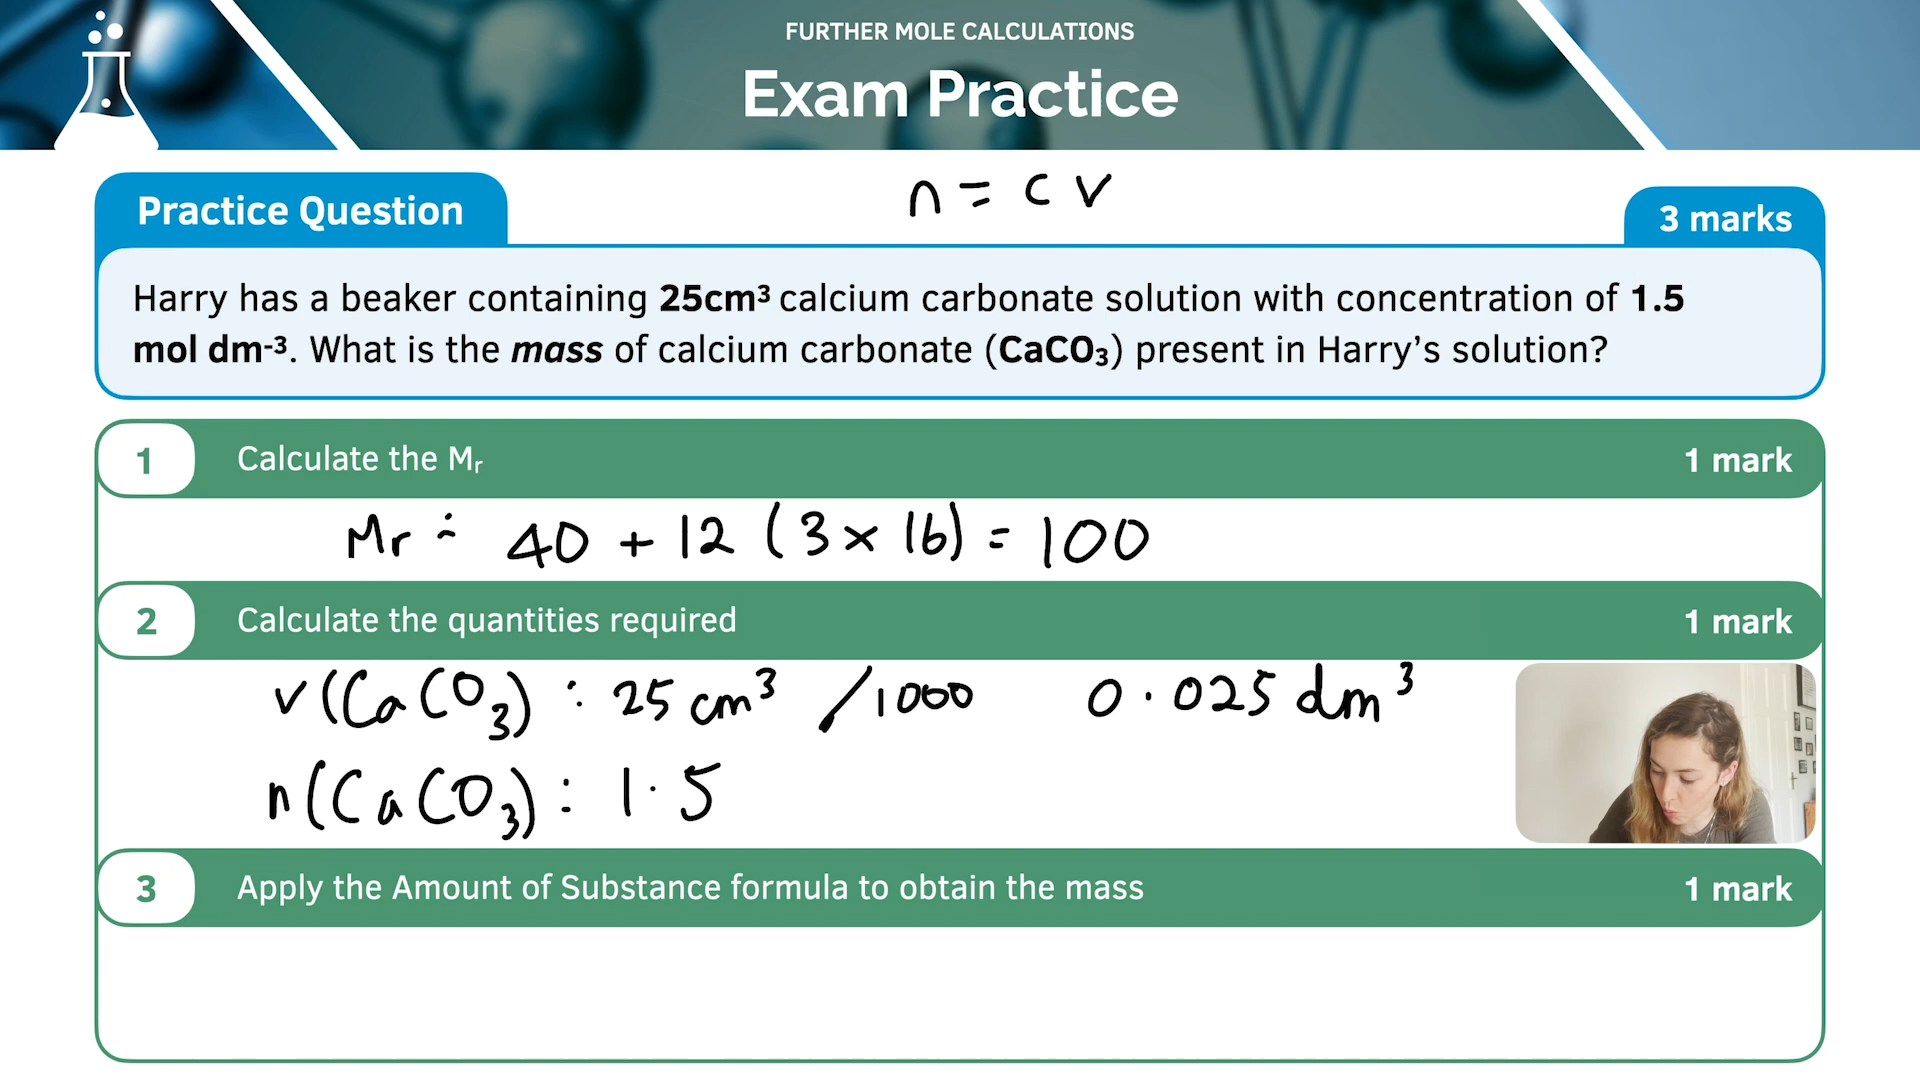 FURTHER MOLE CALCULATIONS
Exam Practice
n = c v
Practice Question
3 marks
Harry has a beaker containing 25cm³ calcium carbonate solution with concentration of 1.5
mol dm-³. What is the mass of calcium carbonate (CaCO₃) present in Harry’s solution?
1 Calculate the Mᵣ 1 mark
Mr : 40 + 12 (3 x 16) = 100
2 Calculate the quantities required 1 mark
v(CaCO₃) : 25 cm³ /1000 0.025 dm³
n(CaCO₃) : 1.5
3 Apply the Amount of Substance formula to obtain the mass 1 mark